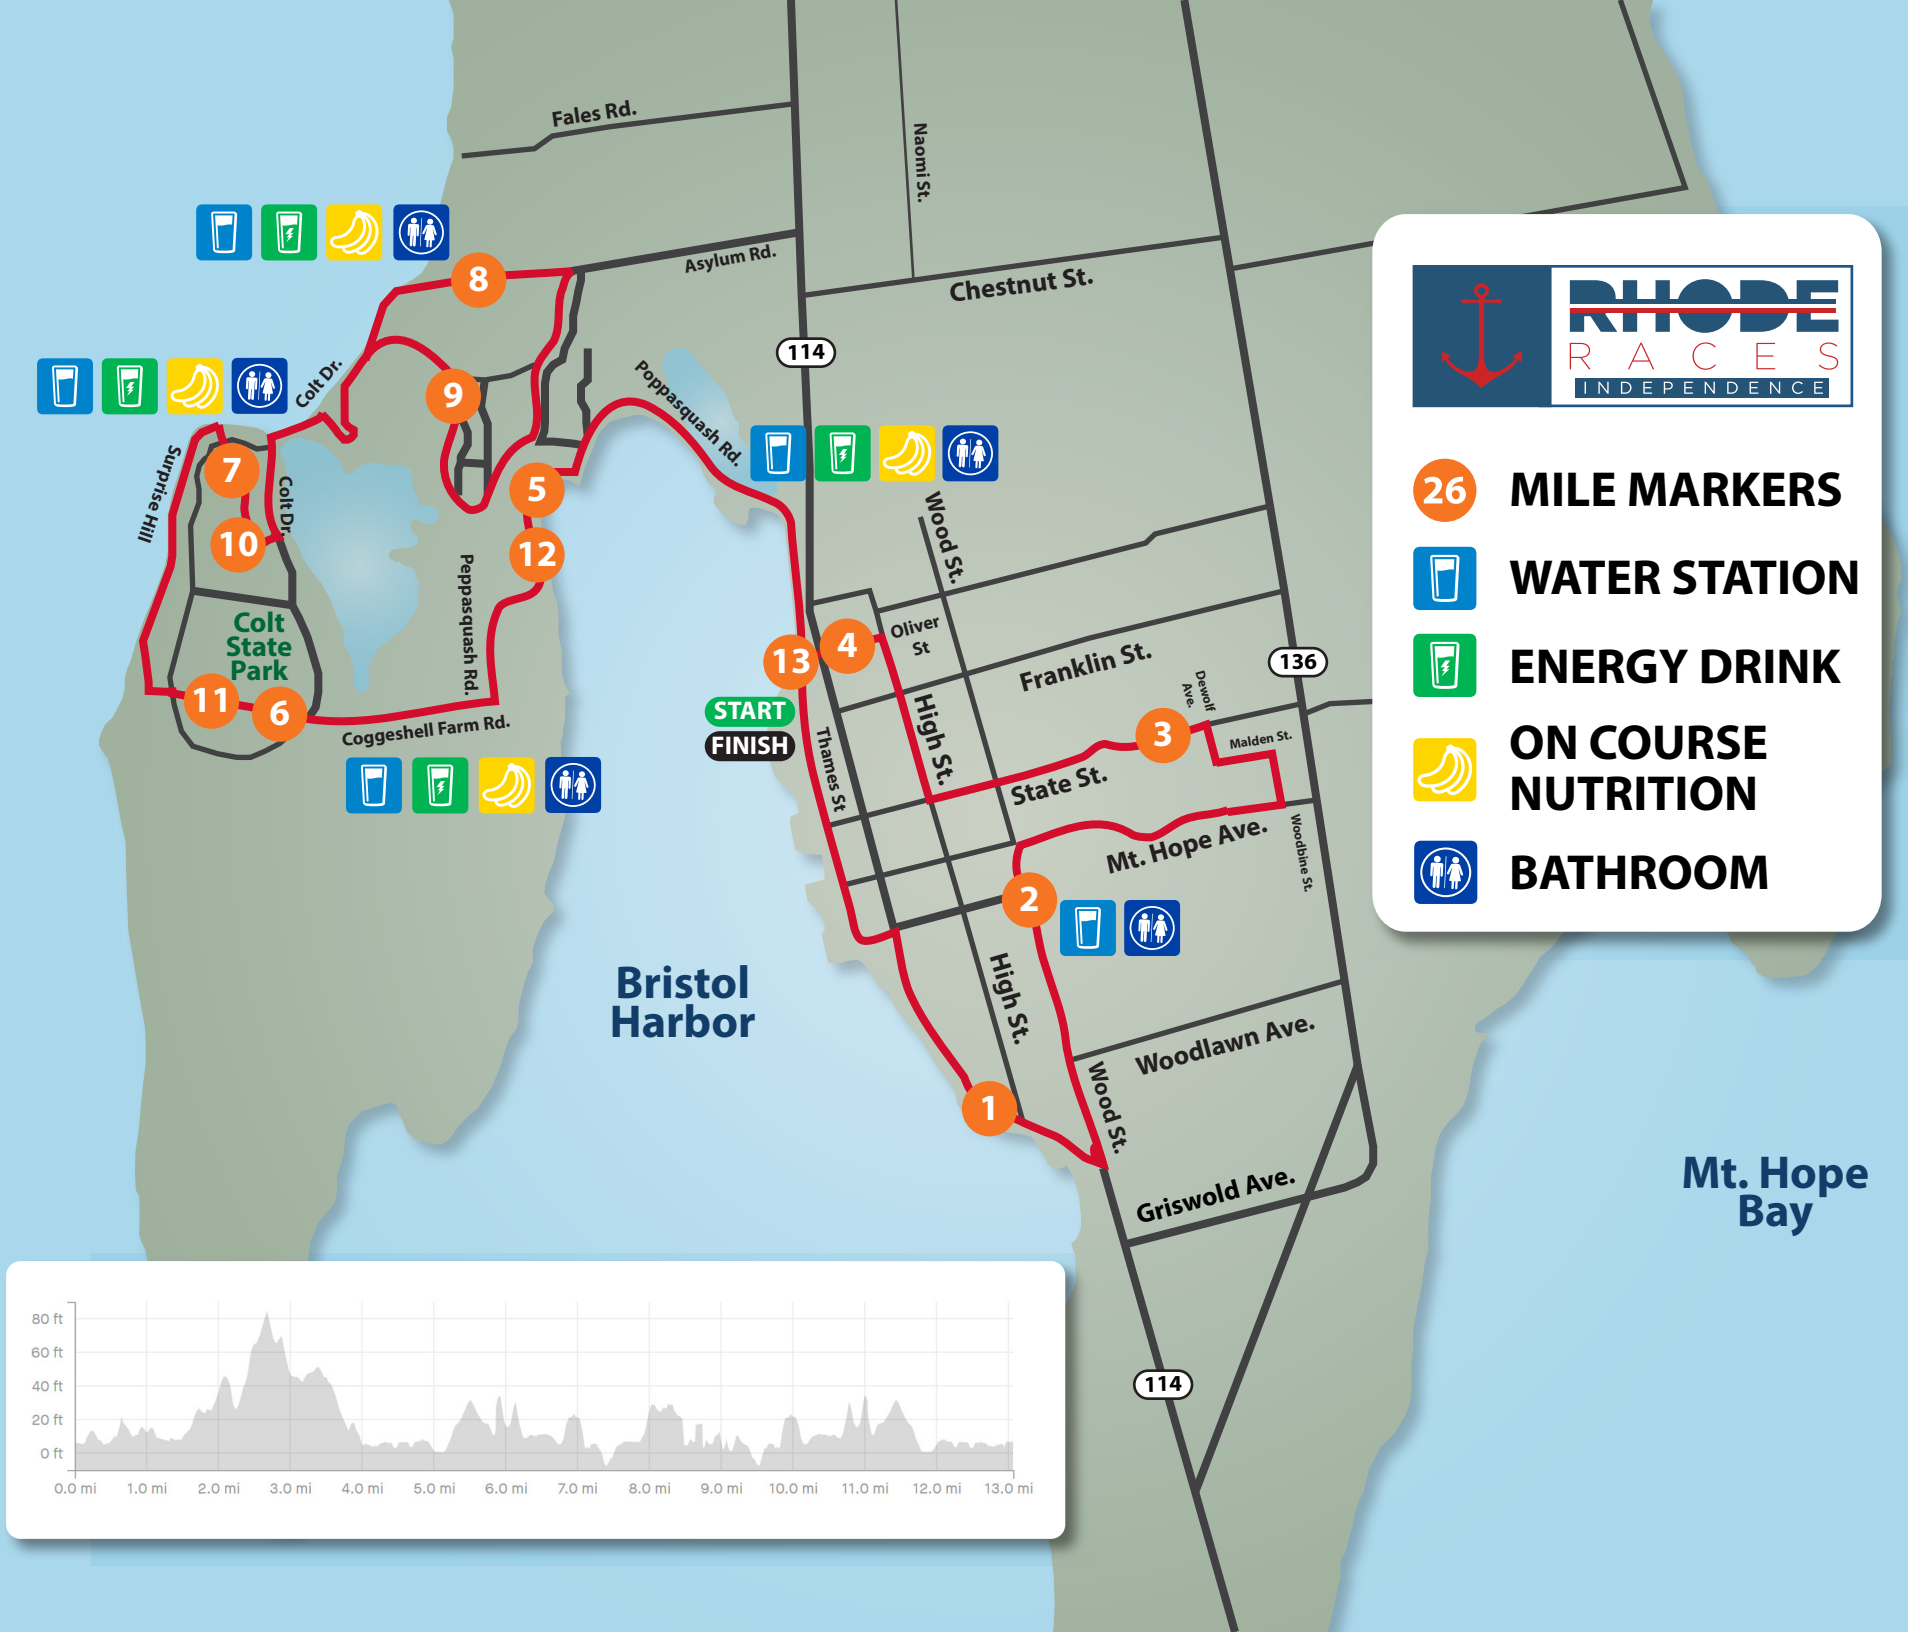 Fales Rd.
Naomi St.
Asylum Rd.
Chestnut St.
8
114
Colt Dr.
9
Poppasquash Rd.
Surprise Hill
7
Colt Dr.
5
Wood St.
10
12
Peppasquash Rd.
Colt
State
Park
Oliver
St
4
13
Franklin St.
136
Dewolf
Ave.
11
6
START
FINISH
Coggeshell Farm Rd.
Thames St
High St.
3
Malden St.
State St.
Mt. Hope Ave.
Woodbine St.
2
Bristol
Harbor
High St.
Woodlawn Ave.
Wood St.
1
Griswold Ave.
Mt. Hope
Bay
114
RHODE
RACES
INDEPENDENCE
26 MILE MARKERS
WATER STATION
ENERGY DRINK
ON COURSE
NUTRITION
BATHROOM
80 ft
60 ft
40 ft
20 ft
0 ft
0.0 mi 1.0 mi 2.0 mi 3.0 mi 4.0 mi 5.0 mi 6.0 mi 7.0 mi 8.0 mi 9.0 mi 10.0 mi 11.0 mi 12.0 mi 13.0 mi